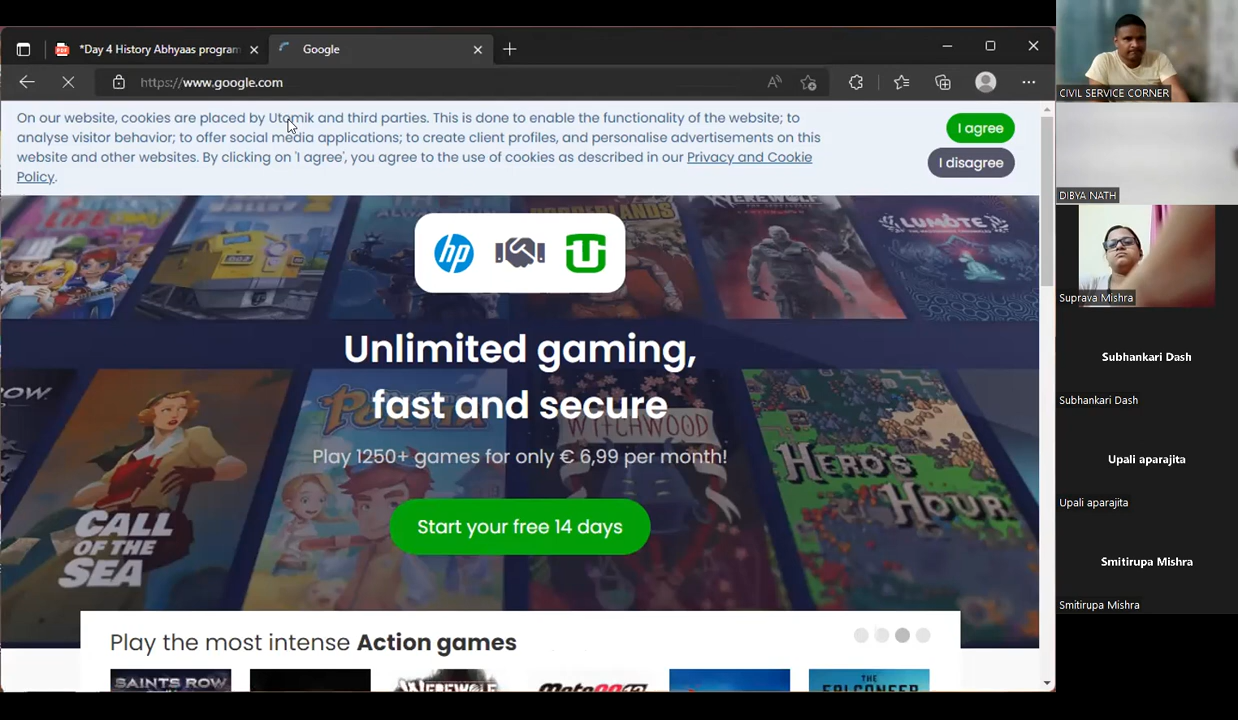 *Day 4 History Abhyaas program
Google
https://www.google.com
On our website, cookies are placed by Utomik and third parties. This is done to enable the functionality of the website; to
analyse visitor behavior; to offer social media applications; to create client profiles, and personalise advertisements on this
website and other websites. By clicking on 'I agree', you agree to the use of cookies as described in our Privacy and Cookie
Policy.
I agree
I disagree
LUMOTE
BORDERLANDS
hp
Unlimited gaming,
fast and secure
Play 1250+ games for only € 6,99 per month!
Start your free 14 days
PORTIA
WITCHWOOD
HERO'S
HOUR
CALL
OF THE
SEA
Play the most intense Action games
SAINTS ROW
WEREWOLF
MotoGP
THE FALCONEER
CIVIL SERVICE CORNER
DIBYA NATH
Suprava Mishra
Subhankari Dash
Subhankari Dash
Upali aparajita
Upali aparajita
Smitirupa Mishra
Smitirupa Mishra